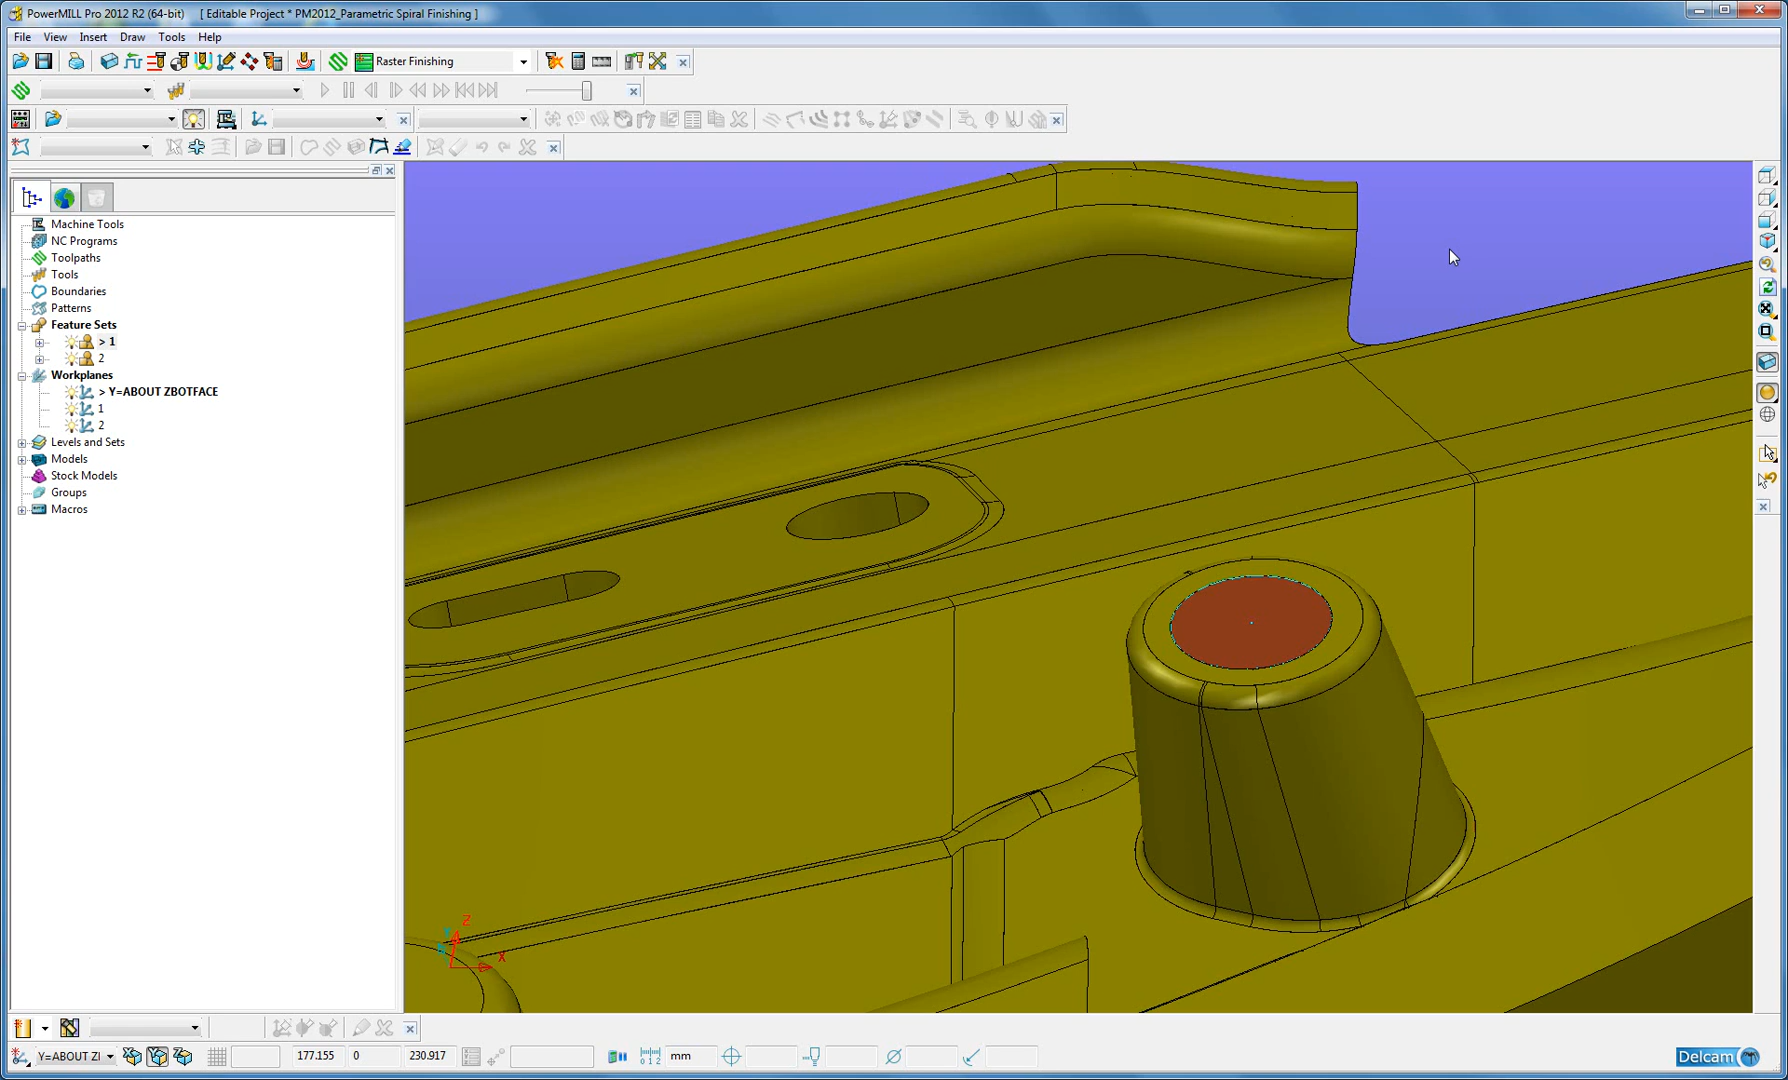 PowerMILL Pro 2012 R2 (64-bit) [ Editable Project * PM2012_Parametric Spiral Finishing ]
File View Insert Draw Tools Help
Raster Finishing
Machine Tools
NC Programs
Toolpaths
Tools
Boundaries
Patterns
Feature Sets
> 1
2
Workplanes
> Y=ABOUT ZBOTFACE
1
2
Levels and Sets
Models
Stock Models
Groups
Macros
Z
X
Y=ABOUT ZI 177.155 0 230.917 mm
Delcam